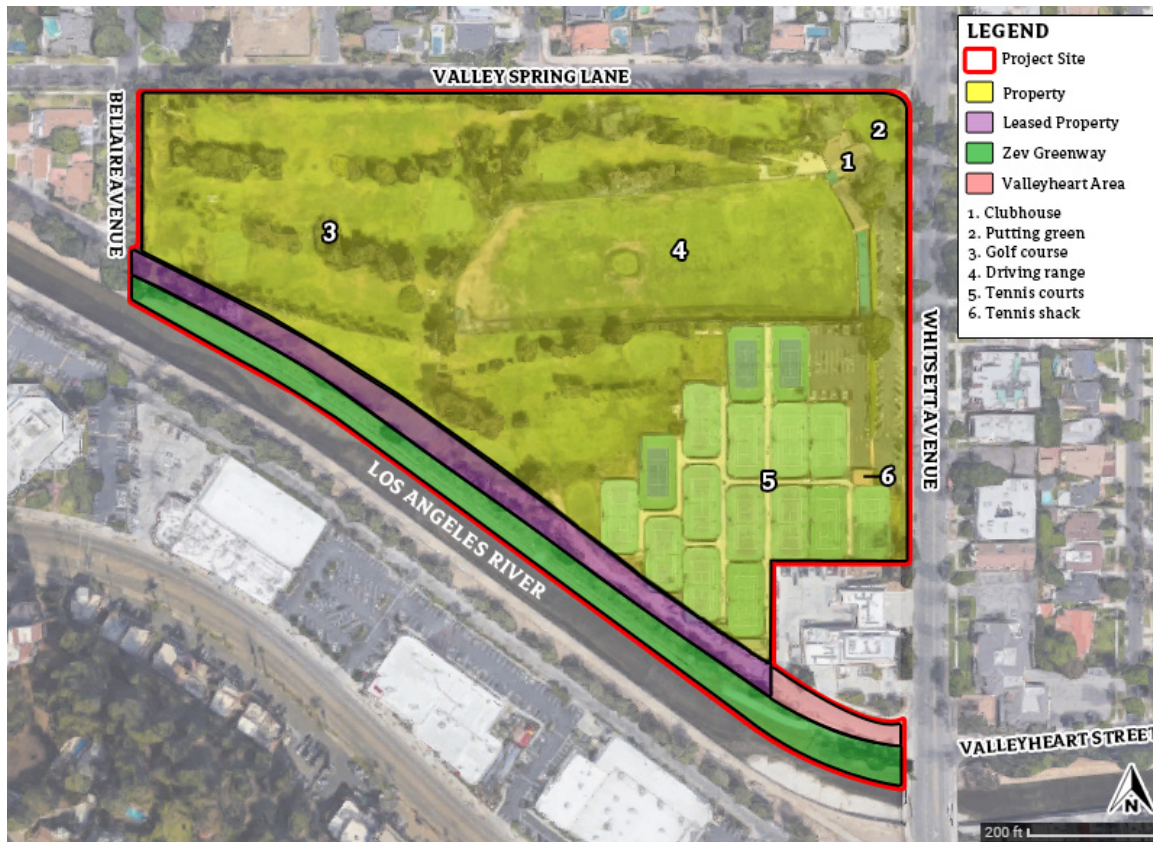 LEGEND
Project Site
Property
Leased Property
Zev Greenway
Valleyheart Area
1. Clubhouse
2. Putting green
3. Golf course
4. Driving range
5. Tennis courts
6. Tennis shack
VALLEY SPRING LANE
BELLAIRE AVENUE
2
1
3
4
WHITSETT AVENUE
5
6
LOS ANGELES RIVER
VALLEYHEART STREET
N
200 ft